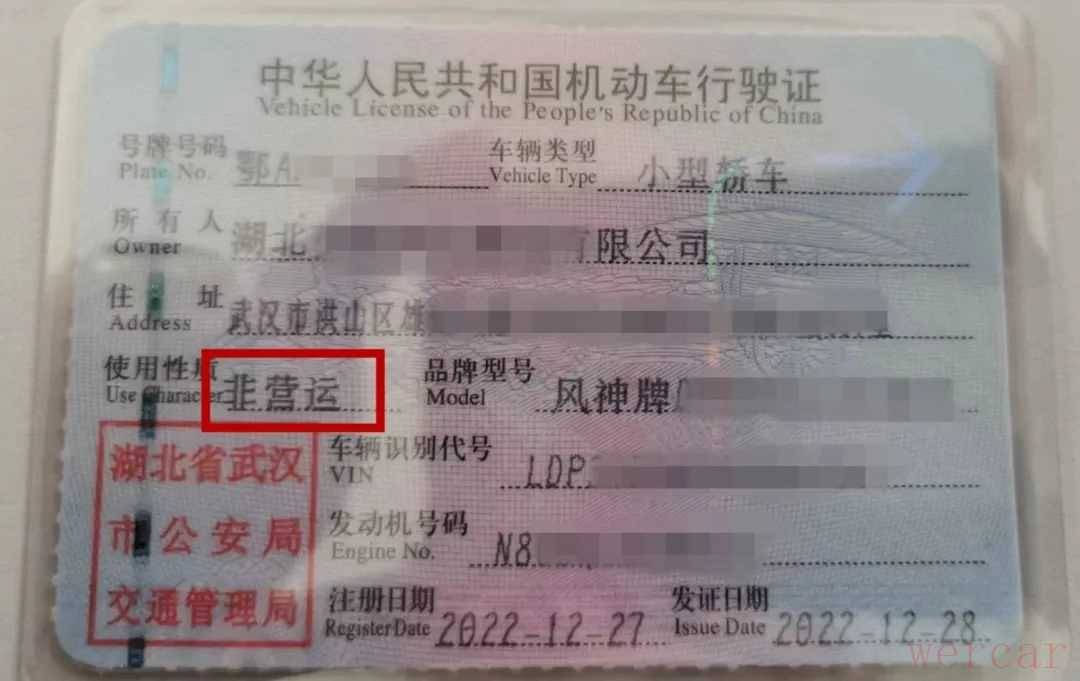 中华人民共和国机动车行驶证
Vehicle License of the People's Republic of China
号牌号码 鄂A 车辆类型 小型轿车
Plate No. Vehicle Type
所有人 湖北 有限公司
Owner
住址 武汉市洪山区雄
Address
使用性质 非营运 品牌型号 风神牌
Use Character Model
湖北省武汉 车辆识别代号
VIN LDP
市公安局 发动机号码
Engine No. N8
交通管理局 注册日期 2022-12-27 发证日期 2022-12-28
Register Date Issue Date
wercar